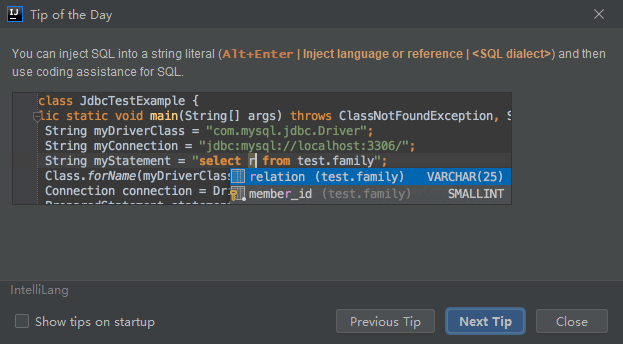 IJ
Tip of the Day
You can inject SQL into a string literal (Alt+Enter | Inject language or reference | <SQL dialect>) and then
use coding assistance for SQL.
class JdbcTestExample {
lic static void main(String[] args) throws ClassNotFoundException, S
String myDriverClass = "com.mysql.jdbc.Driver";
String myConnection = "jdbc:mysql://localhost:3306/";
String myStatement = "select r from test.family";
Class.forName(myDriverClass
relation (test.family) VARCHAR(25)
Connection connection = Dr
member_id (test.family) SMALLINT
IntelliLang
Show tips on startup
Previous Tip
Next Tip
Close